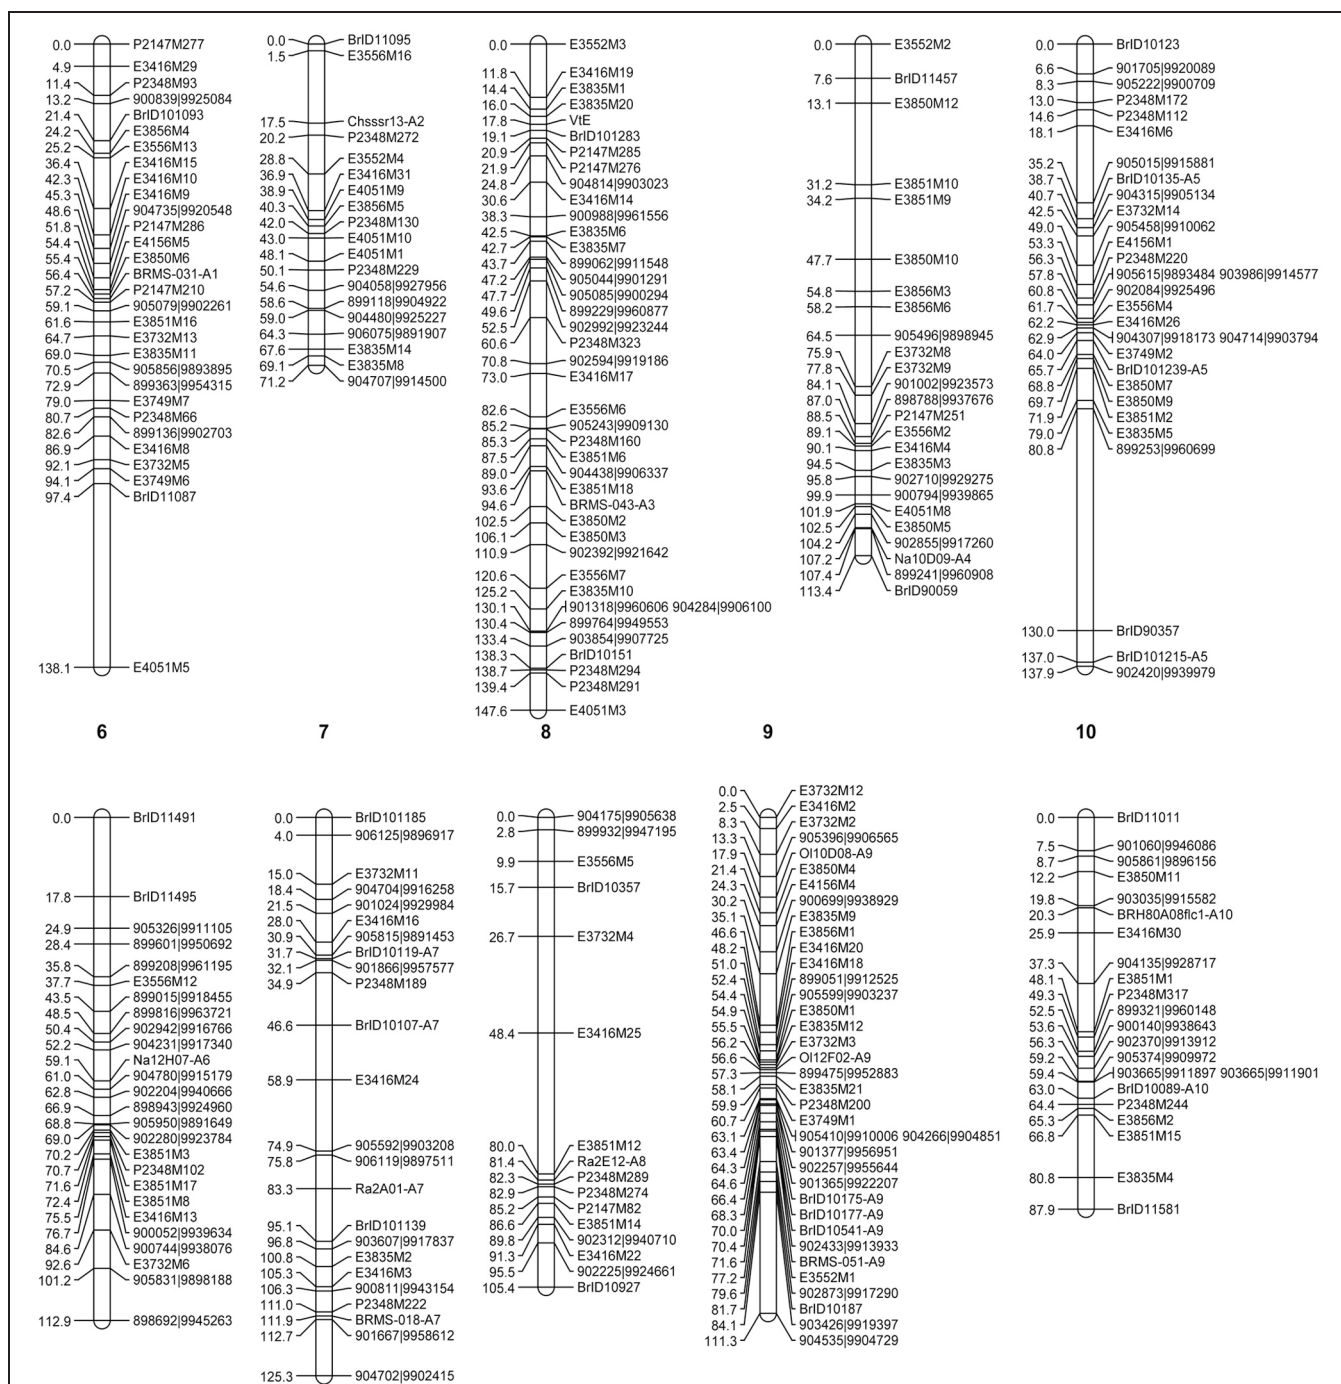 0.0 P2147M277
4.9 E3416M29
11.4 P2348M93
13.2 900839|9925084
21.4 BrID101093
24.2 E3856M4
25.2 E3556M13
36.4 E3416M15
42.3 E3416M10
45.3 E3416M9
48.6 904735|9920548
51.8 P2147M286
54.4 E4156M5
55.4 E3850M6
56.4 BRMS-031-A1
57.2 P2147M210
59.1 905079|9902261
61.6 E3851M16
64.7 E3732M13
69.0 E3835M11
70.5 905856|9893895
72.9 899363|9954315
79.0 E3749M7
80.7 P2348M66
82.6 899136|9902703
86.9 E3416M8
92.1 E3732M5
94.1 E3749M6
97.4 BrID11087
138.1 E4051M5
0.0 BrID11095
1.5 E3556M16
17.5 Chsssr13-A2
20.2 P2348M272
28.8 E3552M4
36.9 E3416M31
38.9 E4051M9
40.3 E3856M5
42.0 P2348M130
43.0 E4051M10
48.1 E4051M1
50.1 P2348M229
54.6 904058|9927956
58.6 899118|9904922
59.0 904480|9925227
64.3 906075|9891907
67.6 E3835M14
69.1 E3835M8
71.2 904707|9914500
0.0 E3552M3
11.8 E3416M19
14.4 E3835M1
16.0 E3835M20
17.8 VtE
19.1 BrID101283
20.9 P2147M285
21.9 P2147M276
24.8 904814|9903023
30.6 E3416M14
38.3 900988|9961556
42.5 E3835M6
42.7 E3835M7
43.7 899062|9911548
47.2 905044|9901291
47.7 905085|9900294
49.6 899229|9960877
52.5 902992|9923244
60.6 P2348M323
70.8 902594|9919186
73.0 E3416M17
82.6 E3556M6
85.2 905243|9909130
85.3 P2348M160
87.5 E3851M6
89.0 904438|9906337
93.6 E3851M18
94.6 BRMS-043-A3
102.5 E3850M2
106.1 E3850M3
110.9 902392|9921642
120.6 E3556M7
125.2 E3835M10
130.1 901318|9960606 904284|9906100
130.4 899764|9949553
133.4 903854|9907725
138.3 BrID10151
138.7 P2348M294
139.4 P2348M291
147.6 E4051M3
0.0 E3552M2
7.6 BrID11457
13.1 E3850M12
31.2 E3851M10
34.2 E3851M9
47.7 E3850M10
54.8 E3856M3
58.2 E3856M6
64.5 905496|9898945
75.9 E3732M8
77.8 E3732M9
84.1 901002|9923573
87.0 898788|9937676
88.5 P2147M251
89.1 E3556M2
90.1 E3416M4
94.5 E3835M3
95.8 902710|9929275
99.9 900794|9939865
101.9 E4051M8
102.5 E3850M5
104.2 902855|9917260
107.2 Na10D09-A4
107.4 899241|9960908
113.4 BrID90059
0.0 BrID10123
6.6 901705|9920089
8.3 905222|9900709
13.0 P2348M172
14.6 P2348M112
18.1 E3416M6
35.2 905015|9915881
38.7 BrID10135-A5
40.7 904315|9905134
42.5 E3732M14
49.0 905458|9910062
53.3 E4156M1
56.3 P2348M220
57.8 905615|9893484 903986|9914577
60.8 902084|9925496
61.7 E3556M4
62.2 E3416M26
62.9 904307|9918173 904714|9903794
64.0 E3749M2
65.7 BrID101239-A5
68.8 E3850M7
69.7 E3850M9
71.9 E3851M2
79.0 E3835M5
80.8 899253|9960699
130.0 BrID90357
137.0 BrID101215-A5
137.9 902420|9939979
6 7 8 9 10
0.0 BrID11491
17.8 BrID11495
24.9 905326|9911105
28.4 899601|9950692
35.8 899208|9961195
37.7 E3556M12
43.5 899015|9918455
48.5 899816|9963721
50.4 902942|9916766
52.2 904231|9917340
59.1 Na12H07-A6
61.0 904780|9915179
62.8 902204|9940666
66.9 898943|9924960
68.8 905950|9891649
69.0 902280|9923784
70.2 E3851M3
70.7 P2348M102
71.6 E3851M17
72.4 E3851M8
75.5 E3416M13
76.7 900052|9939634
84.6 900744|9938076
92.6 E3732M6
101.2 905831|9898188
112.9 898692|9945263
0.0 BrID101185
4.0 906125|9896917
15.0 E3732M11
18.4 904704|9916258
21.5 901024|9929984
28.0 E3416M16
30.9 905815|9891453
31.7 BrID10119-A7
32.1 901866|9957577
34.9 P2348M189
46.6 BrID10107-A7
58.9 E3416M24
74.9 905592|9903208
75.8 906119|9897511
83.3 Ra2A01-A7
95.1 BrID101139
96.8 903607|9917837
100.8 E3835M2
105.3 E3416M3
106.3 900811|9943154
111.0 P2348M222
111.9 BRMS-018-A7
112.7 901667|9958612
125.3 904702|9902415
0.0 904175|9905638
2.8 899932|9947195
9.9 E3556M5
15.7 BrID10357
26.7 E3732M4
48.4 E3416M25
80.0 E3851M12
81.4 Ra2E12-A8
82.3 P2348M289
82.9 P2348M274
85.2 P2147M82
86.6 E3851M14
89.8 902312|9940710
91.3 E3416M22
95.5 902225|9924661
105.4 BrID10927
0.0 E3732M12
2.5 E3416M2
8.3 E3732M2
13.3 905396|9906565
17.9 Ol10D08-A9
21.4 E3850M4
24.3 E4156M4
30.2 900699|9938929
35.1 E3835M9
46.6 E3856M1
48.2 E3416M20
51.0 E3416M18
52.4 899051|9912525
54.4 905599|9903237
54.9 E3850M1
55.5 E3835M12
56.2 E3732M3
56.6 Ol12F02-A9
57.3 899475|9952883
58.1 E3835M21
59.9 P2348M200
60.7 E3749M1
63.1 905410|9910006 904266|9904851
63.4 901377|9956951
64.3 902257|9955644
64.6 901365|9922207
66.4 BrID10175-A9
68.3 BrID10177-A9
70.0 BrID10541-A9
70.4 902433|9913933
71.6 BRMS-051-A9
77.2 E3552M1
79.6 902873|9917290
81.7 BrID10187
84.1 903426|9919397
111.3 904535|9904729
0.0 BrID11011
7.5 901060|9946086
8.7 905861|9896156
12.2 E3850M11
19.8 903035|9915582
20.3 BRH80A08flc1-A10
25.9 E3416M30
37.3 904135|9928717
48.1 E3851M1
49.3 P2348M317
52.5 899321|9960148
53.6 900140|9938643
56.3 902370|9913912
59.2 905374|9909972
59.4 903665|9911897 903665|9911901
63.0 BrID10089-A10
64.4 P2348M244
65.3 E3856M2
66.8 E3851M15
80.8 E3835M4
87.9 BrID11581